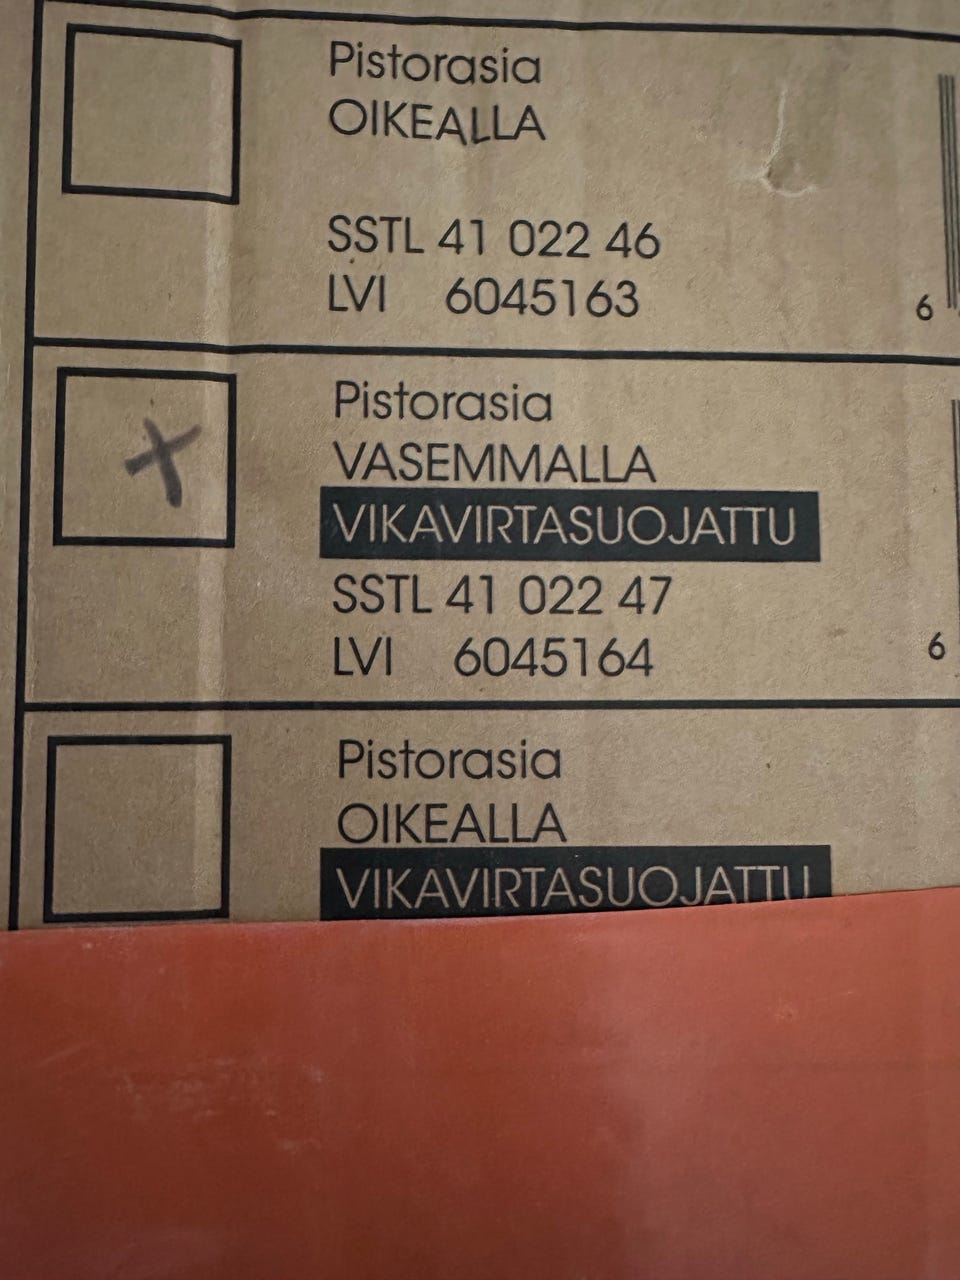 Pistorasia
OIKEALLA
SSTL 41 022 46
LVI 6045163
6
Pistorasia
VASEMMALLA
VIKAVIRTASUOJATTU
SSTL 41 022 47
LVI 6045164
6
Pistorasia
OIKEALLA
VIKAVIRTASUOJATTU